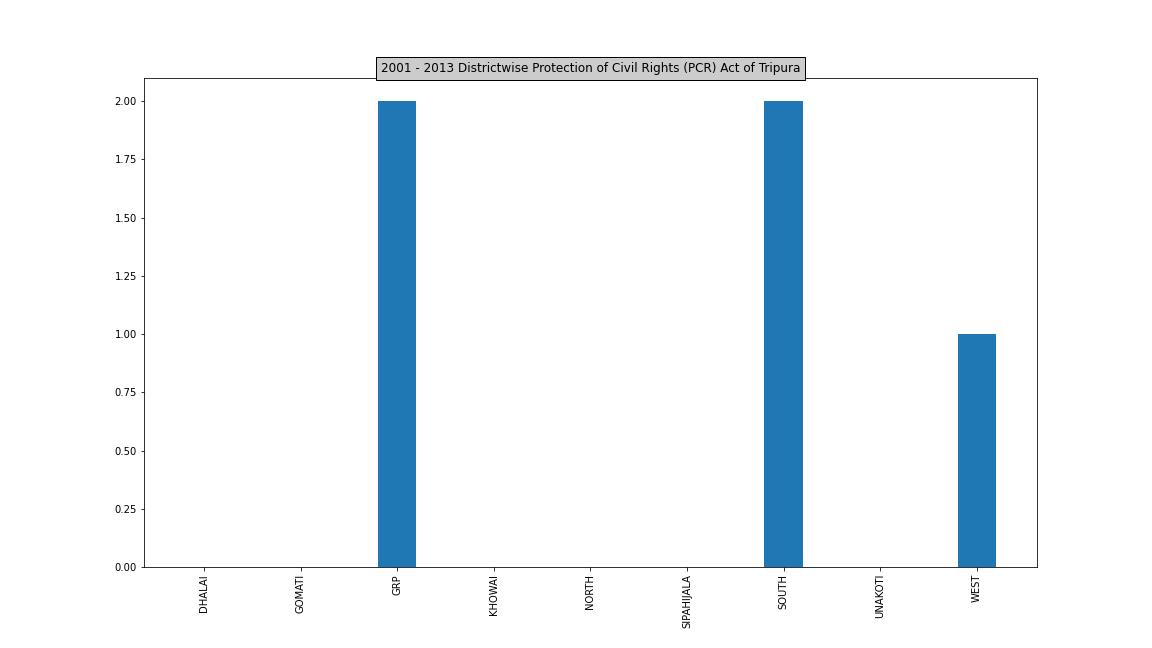 2001 - 2013 Districtwise Protection of Civil Rights (PCR) Act of Tripura
2.00
1.75
1.50
1.25
1.00
0.75
0.50
0.25
0.00
DHALAI
GOMATI
GRP
KHOWAI
NORTH
SIPAHIJALA
SOUTH
UNAKOTI
WEST